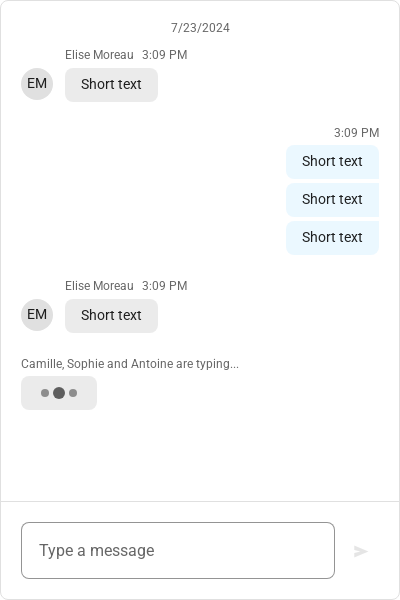 7/23/2024
Elise Moreau 3:09 PM
EM
Short text
3:09 PM
Short text
Short text
Short text
Elise Moreau 3:09 PM
EM
Short text
Camille, Sophie and Antoine are typing...
Type a message